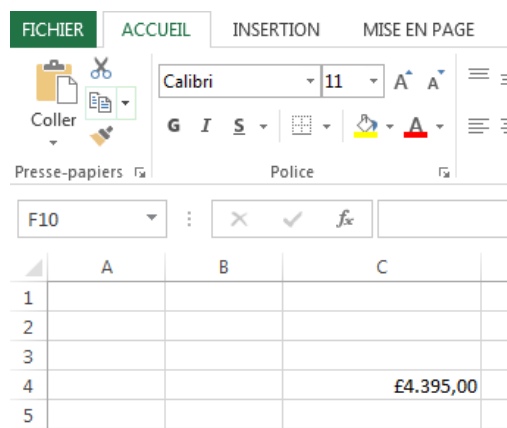 FICHIER ACCUEIL INSERTION MISE EN PAGE
Calibri 11 A A
Coller G I S A
Presse-papiers Police
F10 fx
A B C
1
2
3
4 £4.395,00
5